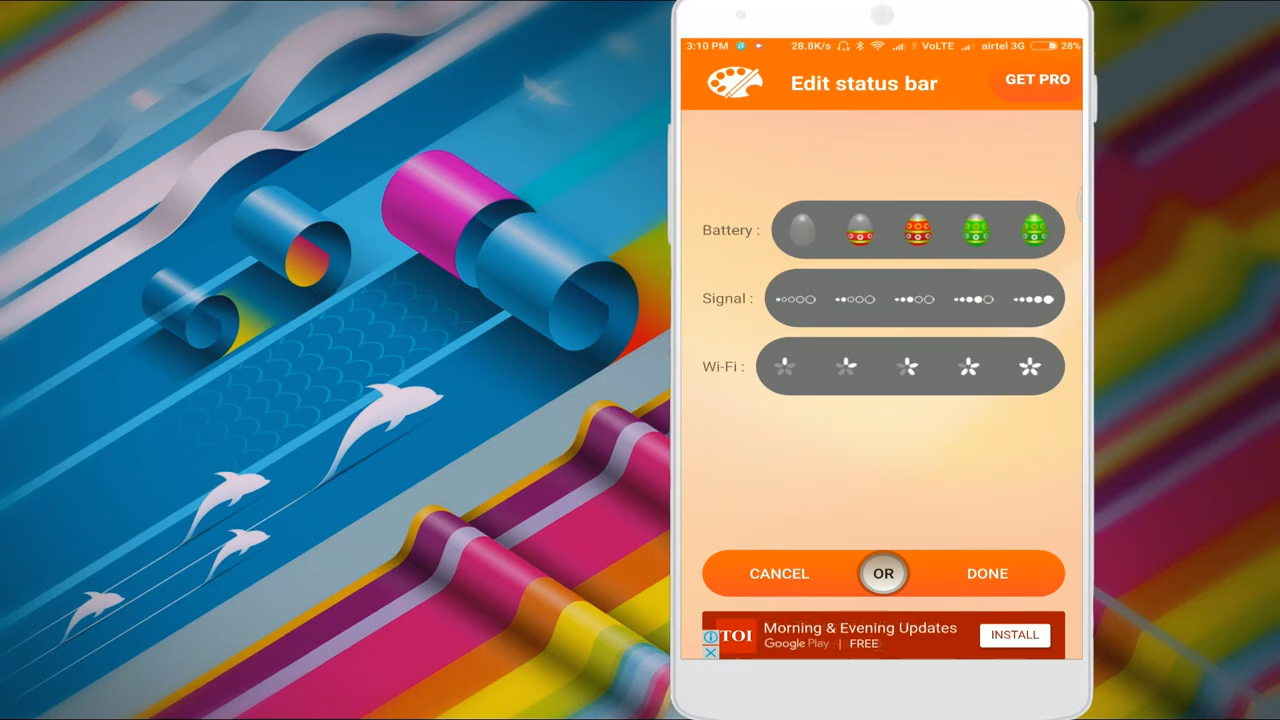 3:10 PM 28.8K/s VoLTE airtel 3G 28%
Edit status bar
GET PRO
Battery :
Signal :
Wi-Fi :
CANCEL OR DONE
TOI
Morning & Evening Updates
Google Play | FREE
INSTALL